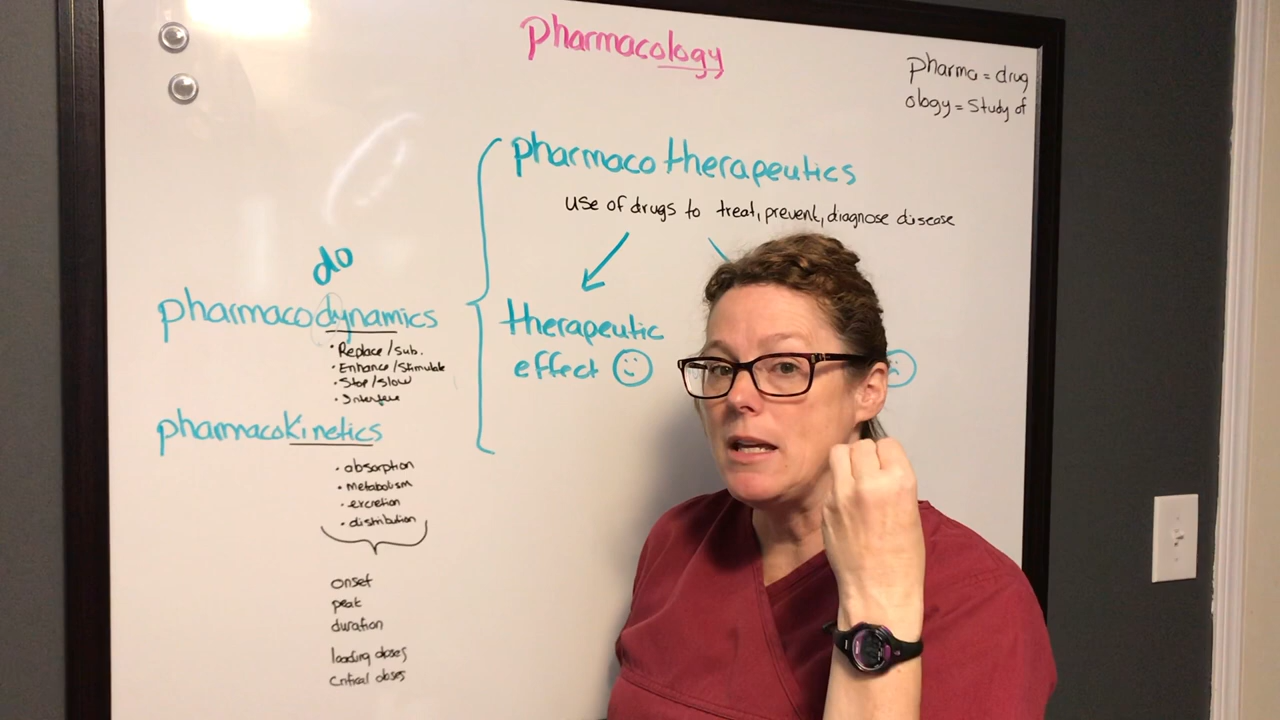 pharmacology
pharma = drug
ology = study of
pharmacotherapeutics
use of drugs to treat, prevent, diagnose disease
therapeutic
effect
do
pharmacodynamics
• Replace/sub.
• Enhance/Stimulate
• Stop/slow
• Interfere
pharmacokinetics
• absorption
• metabolism
• excretion
• distribution
onset
peak
duration
loading doses
Critical doses